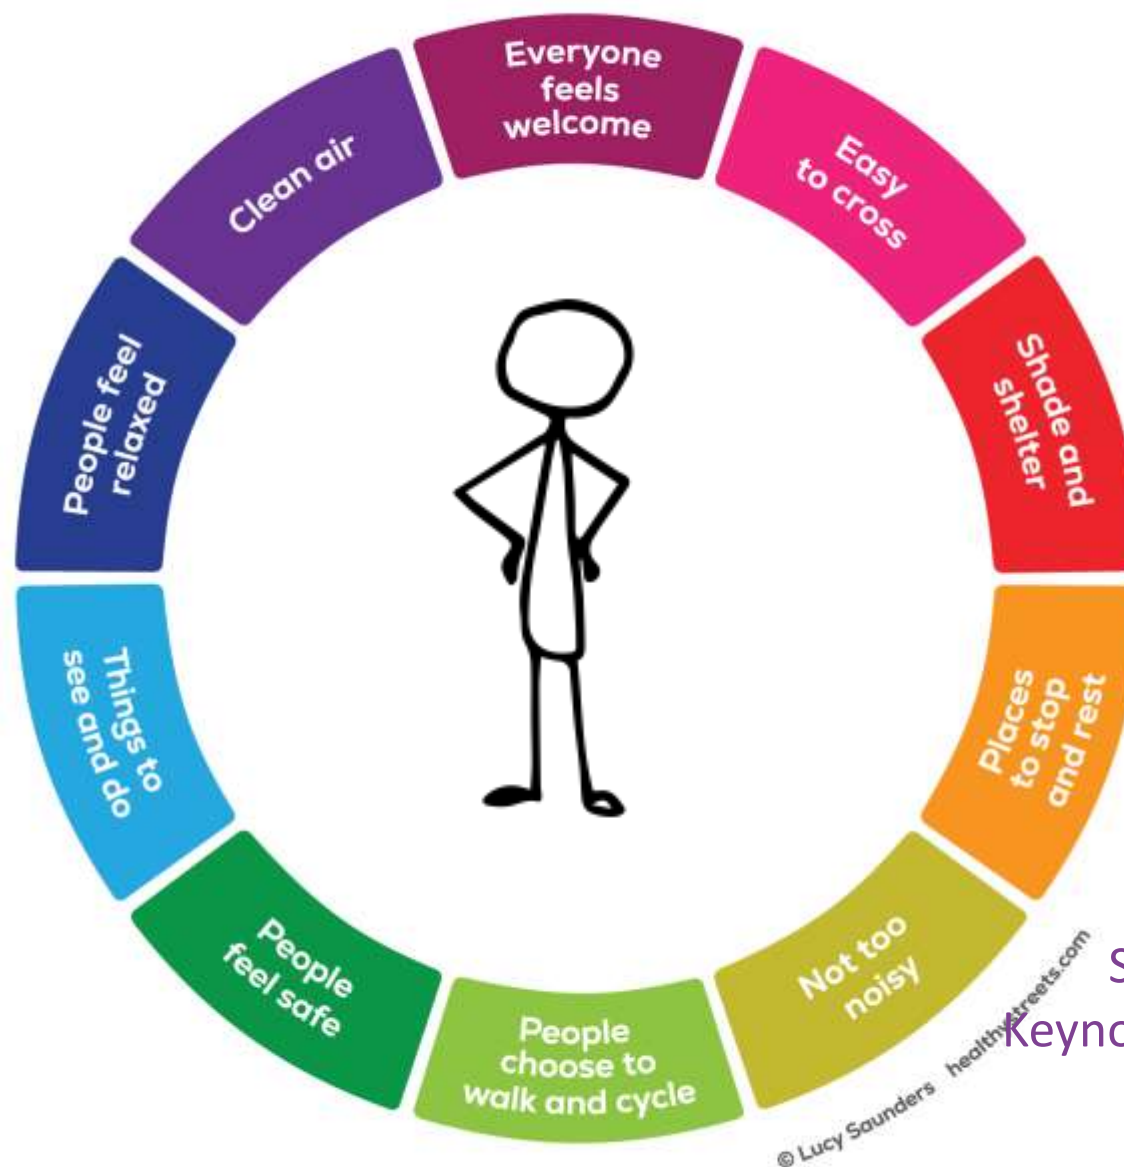 Everyone
feels
welcome
Easy
to cross
Shade and
shelter
Places
to stop
and rest
Not too
noisy
People
choose to
walk and cycle
People
feel safe
Things to
see and do
People feel
relaxed
Clean air
© Lucy Saunders healthystreets.com